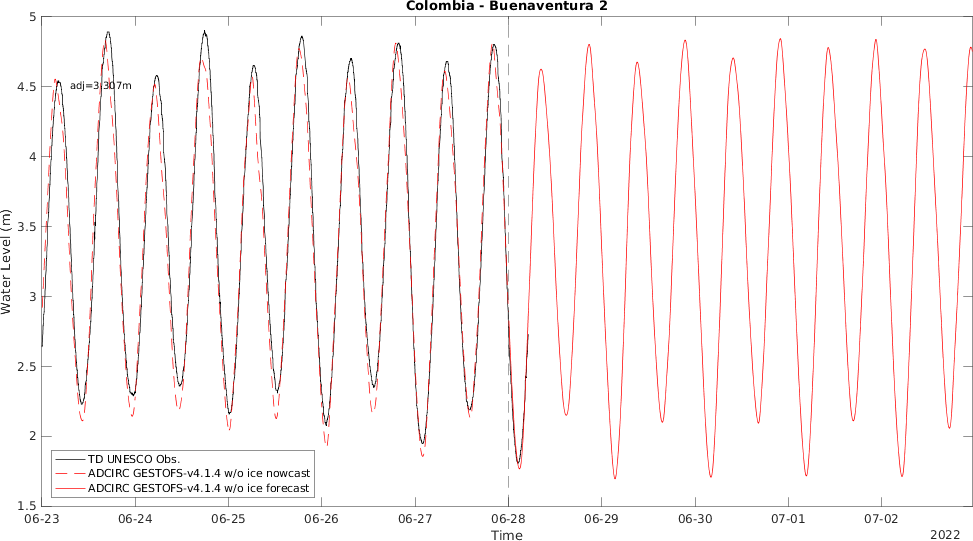 Colombia - Buenaventura 2
5
4.5
4
3.5
3
2.5
2
1.5
Water Level (m)
adj=3.307m
TD UNESCO Obs.
ADCIRC GESTOFS-v4.1.4 w/o ice nowcast
ADCIRC GESTOFS-v4.1.4 w/o ice forecast
06-23 06-24 06-25 06-26 06-27 06-28 06-29 06-30 07-01 07-02
Time
2022